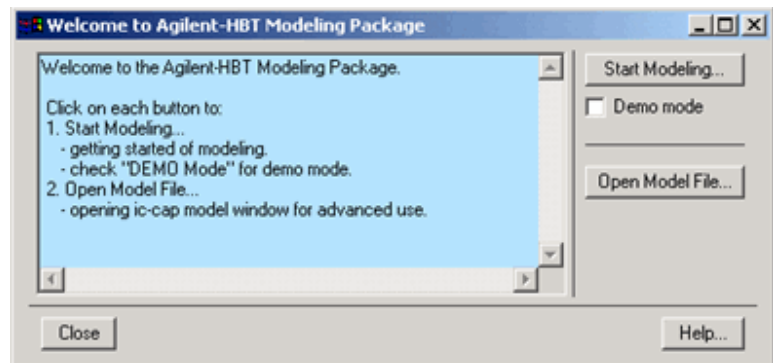 Welcome to Agilent-HBT Modeling Package
Welcome to the Agilent-HBT Modeling Package.
Click on each button to:
1. Start Modeling...
- getting started of modeling.
- check "DEMO Mode" for demo mode.
2. Open Model File...
- opening ic-cap model window for advanced use.
Start Modeling...
Demo mode
Open Model File...
Close
Help...